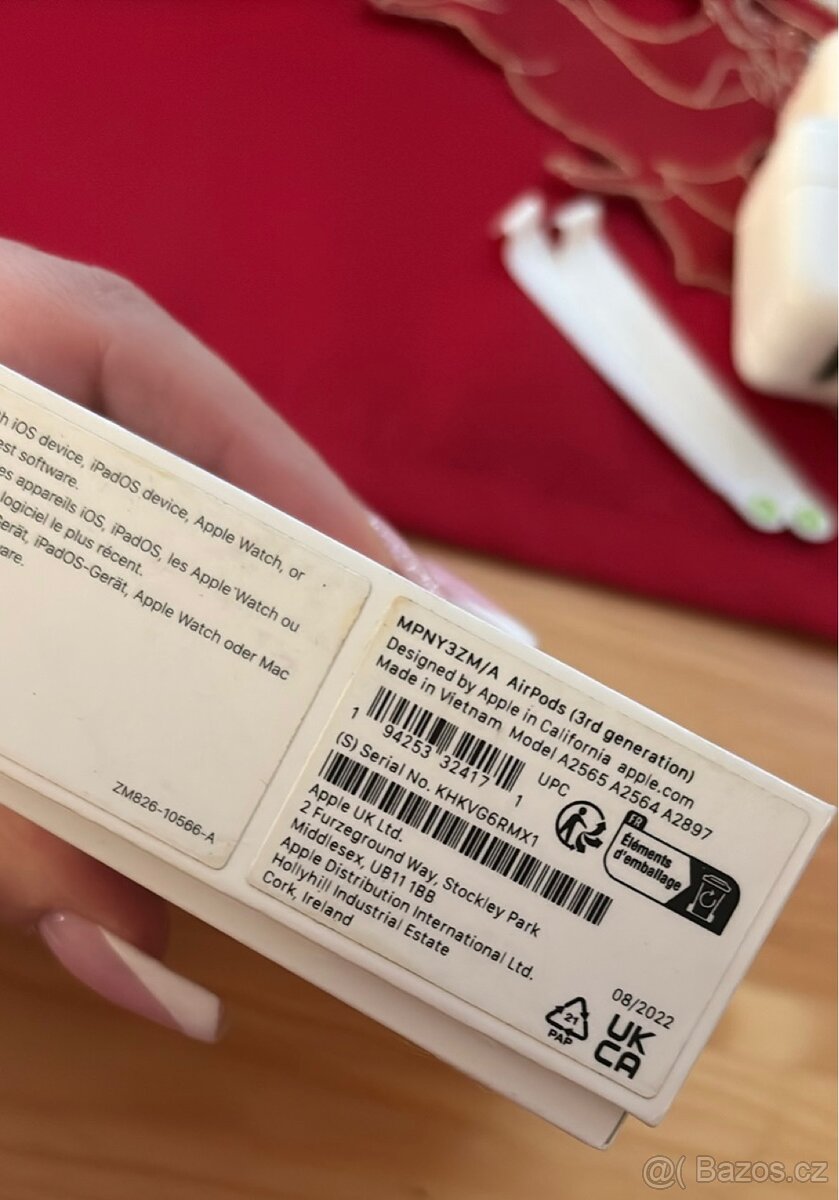 h iOS device, iPadOS device, Apple Watch, or
est software.
es appareils iOS, iPadOS, les Apple Watch ou
logiciel le plus récent.
Gerät, iPadOS-Gerät, Apple Watch oder Mac
ware.
ZM826-10566-A
MPNY3ZM/A AirPods (3rd generation)
Designed by Apple in California apple.com
Made in Vietnam Model A2565 A2564 A2897
1 94253 32417 1 UPC
(S) Serial No. KHKVG6RMX1
FR
Éléments
d'emballage
Apple UK Ltd.
2 Furzeground Way, Stockley Park
Middlesex, UB11 1BB
Apple Distribution International Ltd.
Hollyhill Industrial Estate
Cork, Ireland
08/2022
21
PAP
UK
CA
@( Bazos.cz